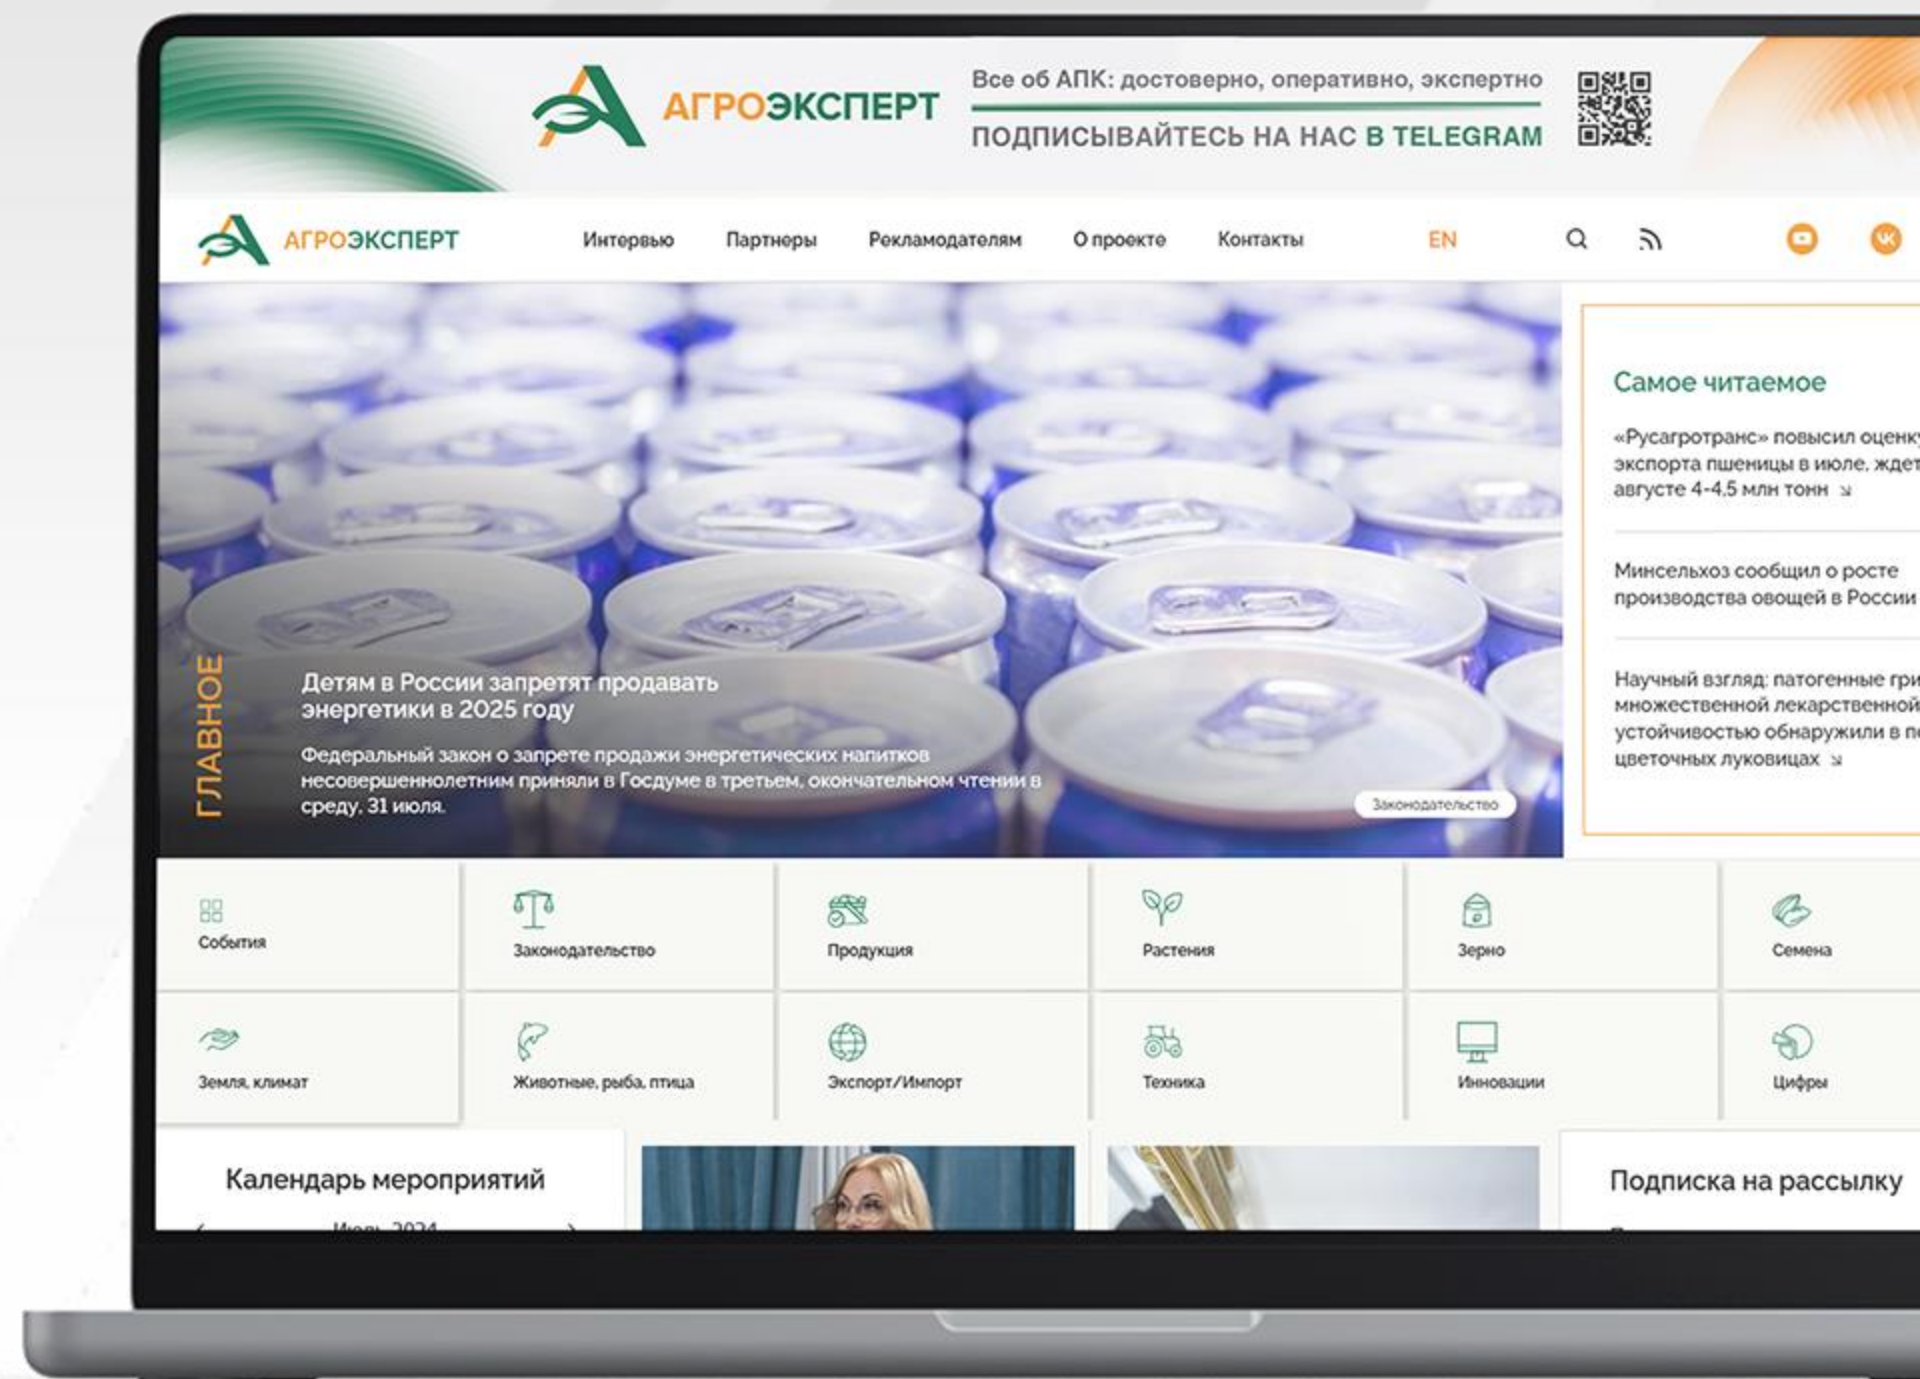 АГРОЭКСПЕРТ
Все об АПК: достоверно, оперативно, экспертно
ПОДПИСЫВАЙТЕСЬ НА НАС В TELEGRAM
АГРОЭКСПЕРТ
Интервью
Партнеры
Рекламодателям
О проекте
Контакты
EN
ГЛАВНОЕ
Детям в России запретят продавать
энергетики в 2025 году
Федеральный закон о запрете продажи энергетических напитков
несовершеннолетним приняли в Госдуме в третьем, окончательном чтении в
среду, 31 июля.
Законодательство
Самое читаемое
«Русагротранс» повысил
экспорта пшеницы в июле, ждет
августе 4-4,5 млн тонн
Минсельхоз сообщил о росте
производства овощей в России
Научный взгляд: патогенные
множественной лекарственной
устойчивостью обнаружили в
цветочных луковицах
События
Законодательство
Продукция
Растения
Зерно
Семена
Земля, климат
Животные, рыба, птица
Экспорт/Импорт
Техника
Инновации
Цифры
Календарь мероприятий
Июль 2024
Подписка на рассылку